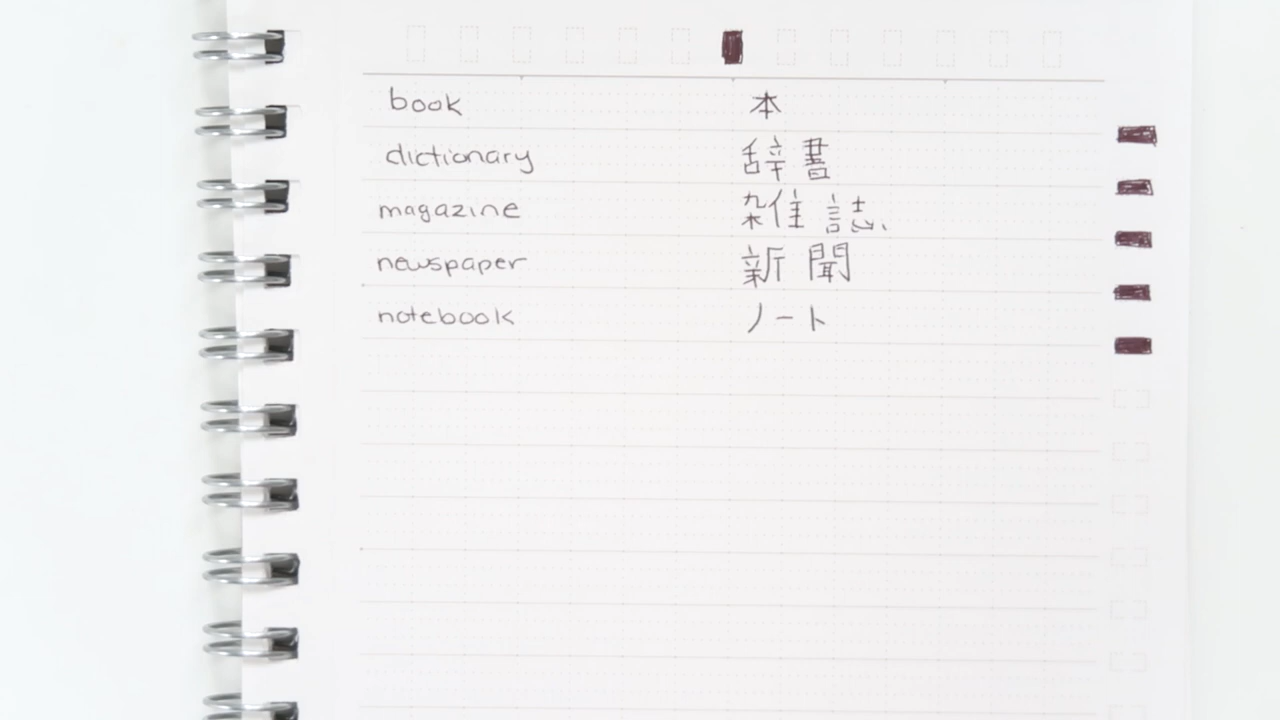 book 本
dictionary 辞書
magazine 雑誌
newspaper 新聞
notebook ノート